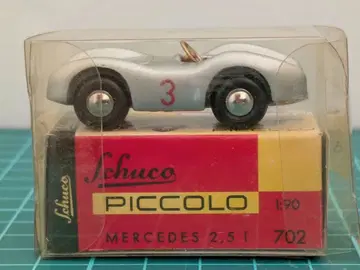 3
Schuco
Schuco
PICCOLO
1:90
MERCEDES 2,5 l
702